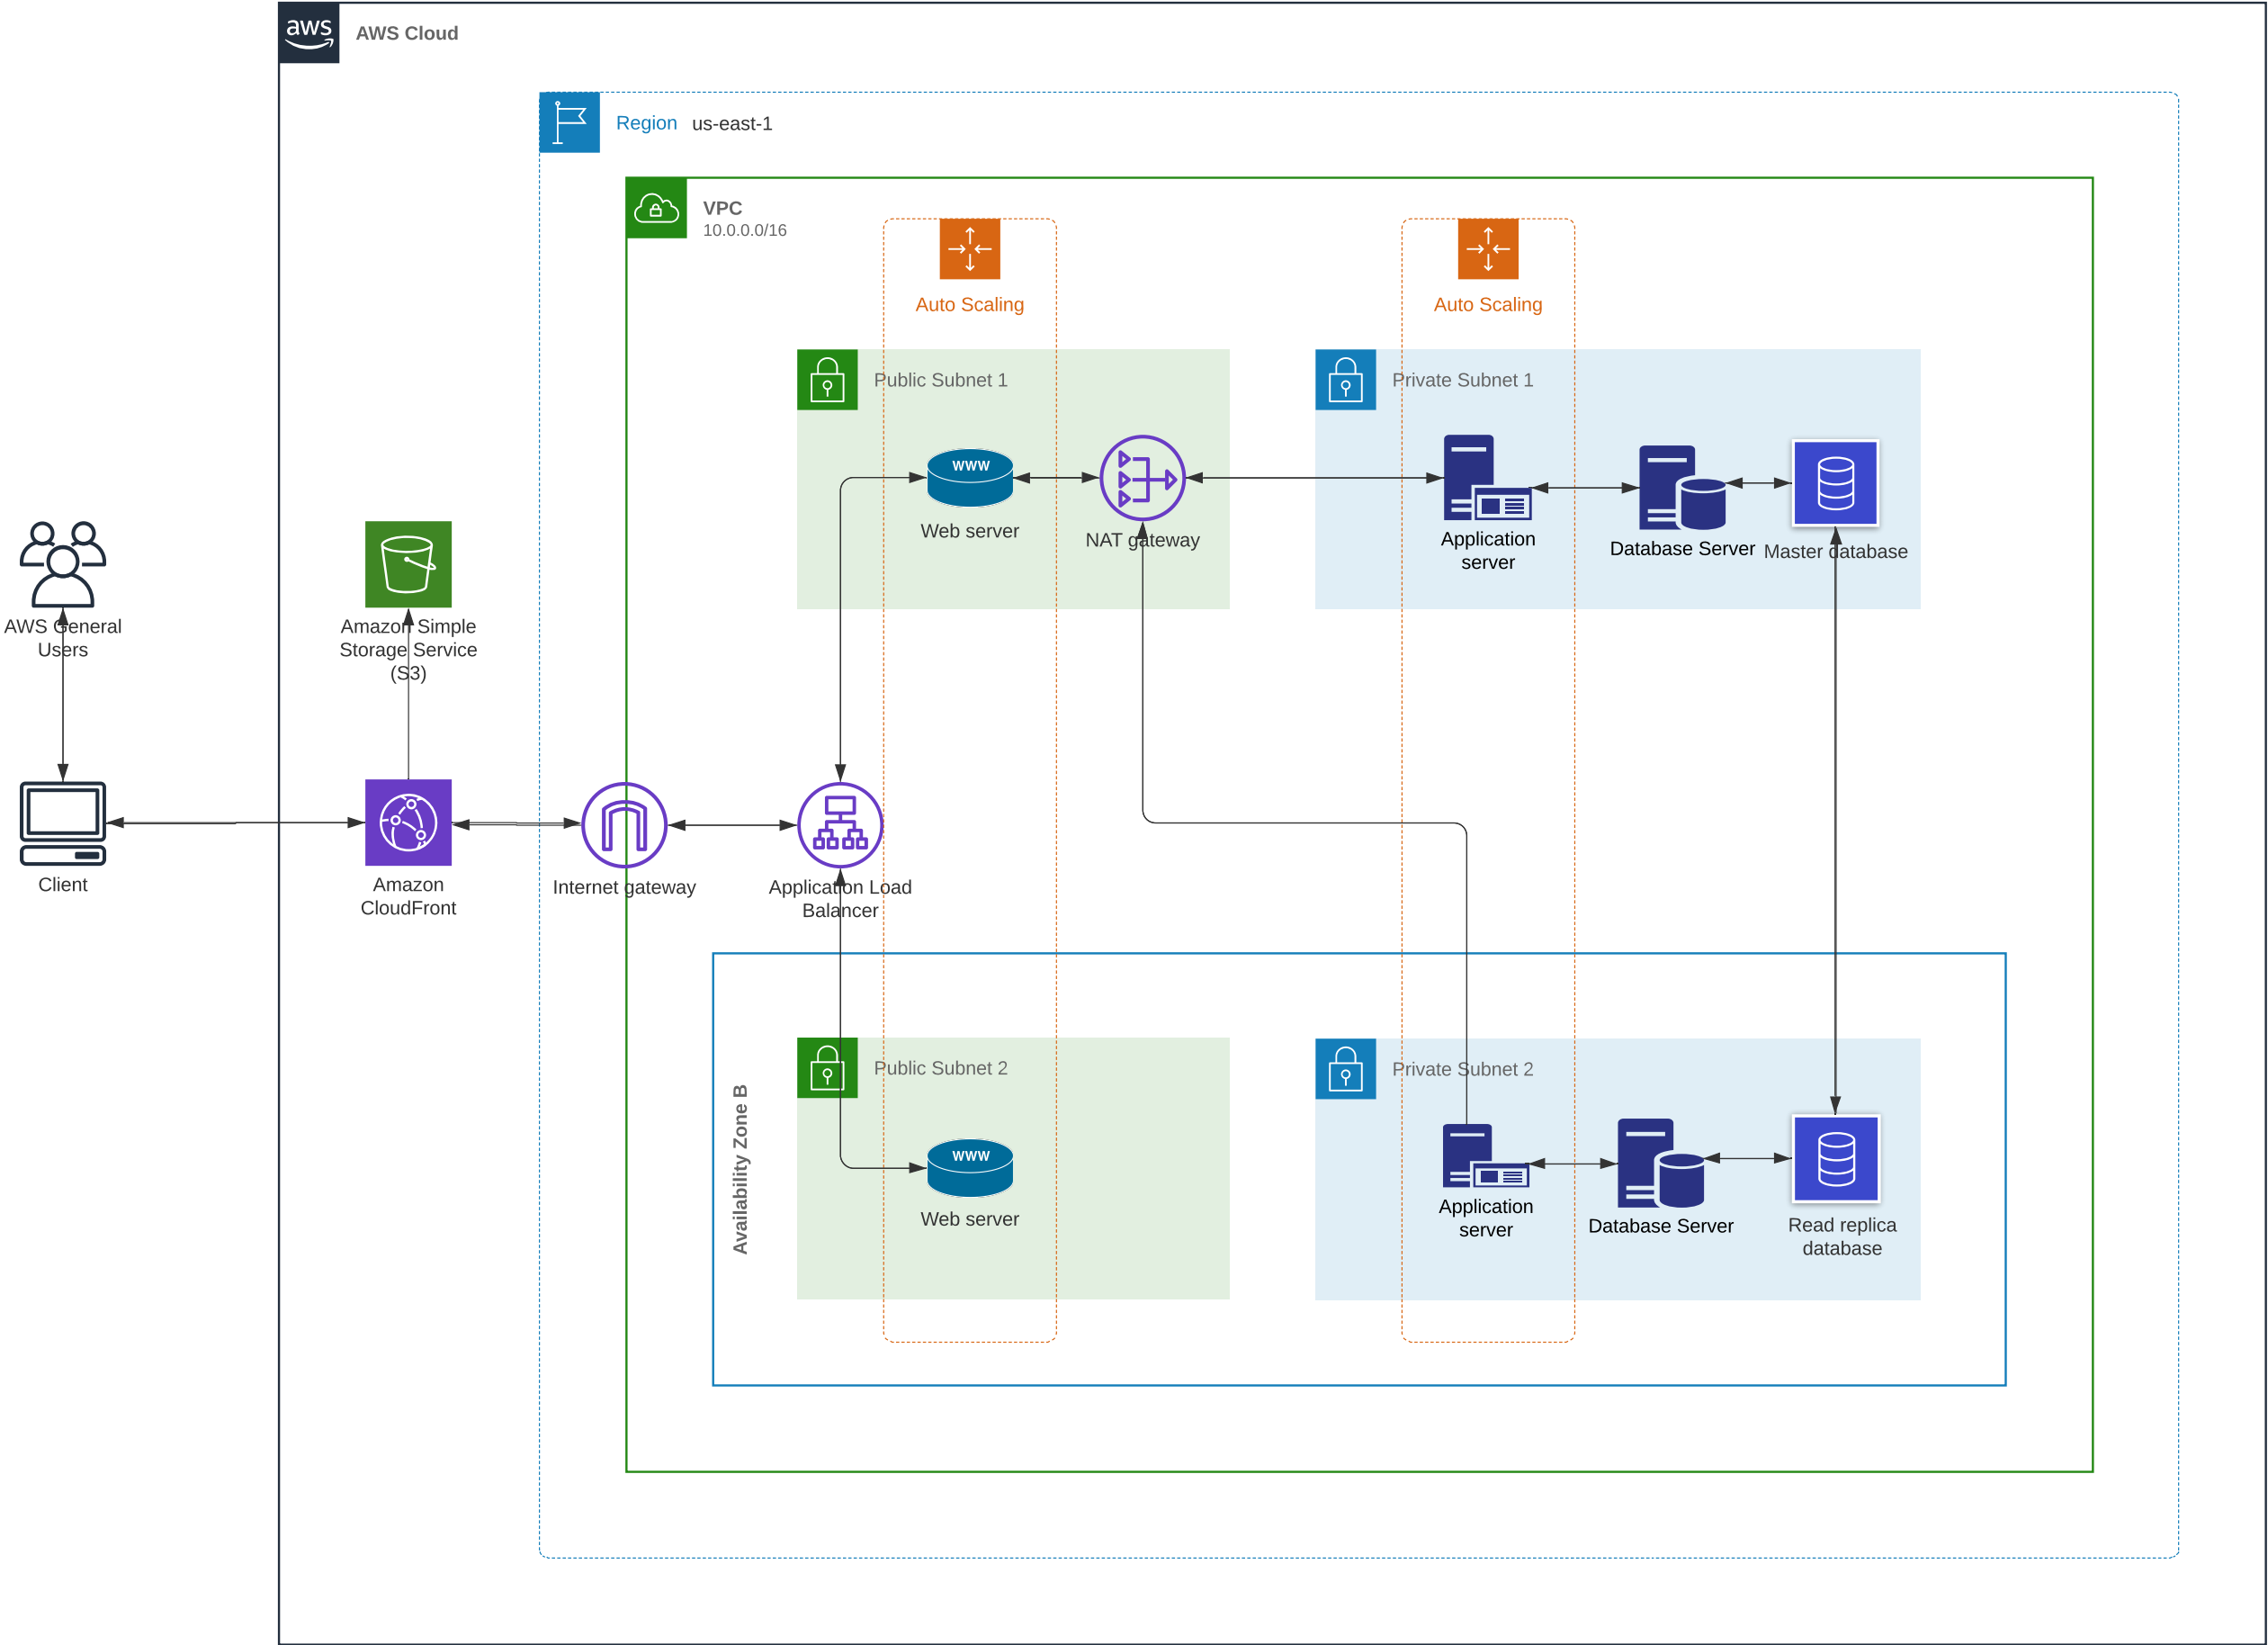 aws
AWS Cloud
Region us-east-1
VPC
10.0.0.0/16
Auto Scaling
Auto Scaling
Public Subnet 1
Private Subnet 1
WWW
Web server
NAT gateway
Application
server
Database Server
Master database
AWS General
Users
Amazon Simple
Storage Service
(S3)
Client
Amazon
CloudFront
Internet gateway
Application Load
Balancer
Availability Zone B
Public Subnet 2
Private Subnet 2
WWW
Web server
Application
server
Database Server
Read replica
database